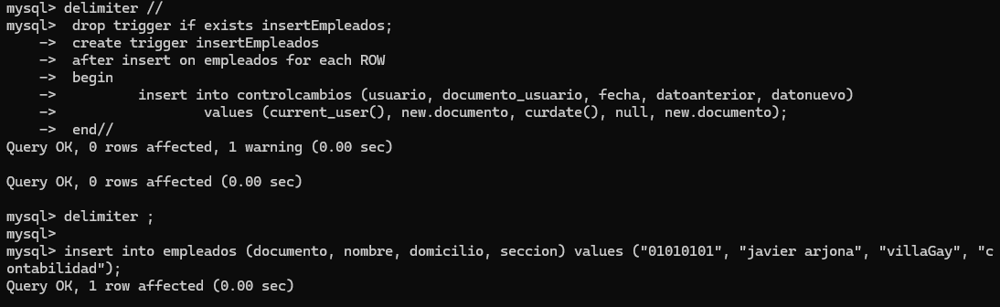 mysql> delimiter //
mysql>  drop trigger if exists insertEmpleados;
    ->  create trigger insertEmpleados
    ->  after insert on empleados for each ROW
    ->  begin
    ->          insert into controlcambios (usuario, documento_usuario, fecha, datoanterior, datonuevo)
    ->                  values (current_user(), new.documento, curdate(), null, new.documento);
    ->  end//
Query OK, 0 rows affected, 1 warning (0.00 sec)

Query OK, 0 rows affected (0.00 sec)

mysql> delimiter ;
mysql>
mysql> insert into empleados (documento, nombre, domicilio, seccion) values ("01010101", "javier arjona", "villaGay", "c
ontabilidad");
Query OK, 1 row affected (0.00 sec)